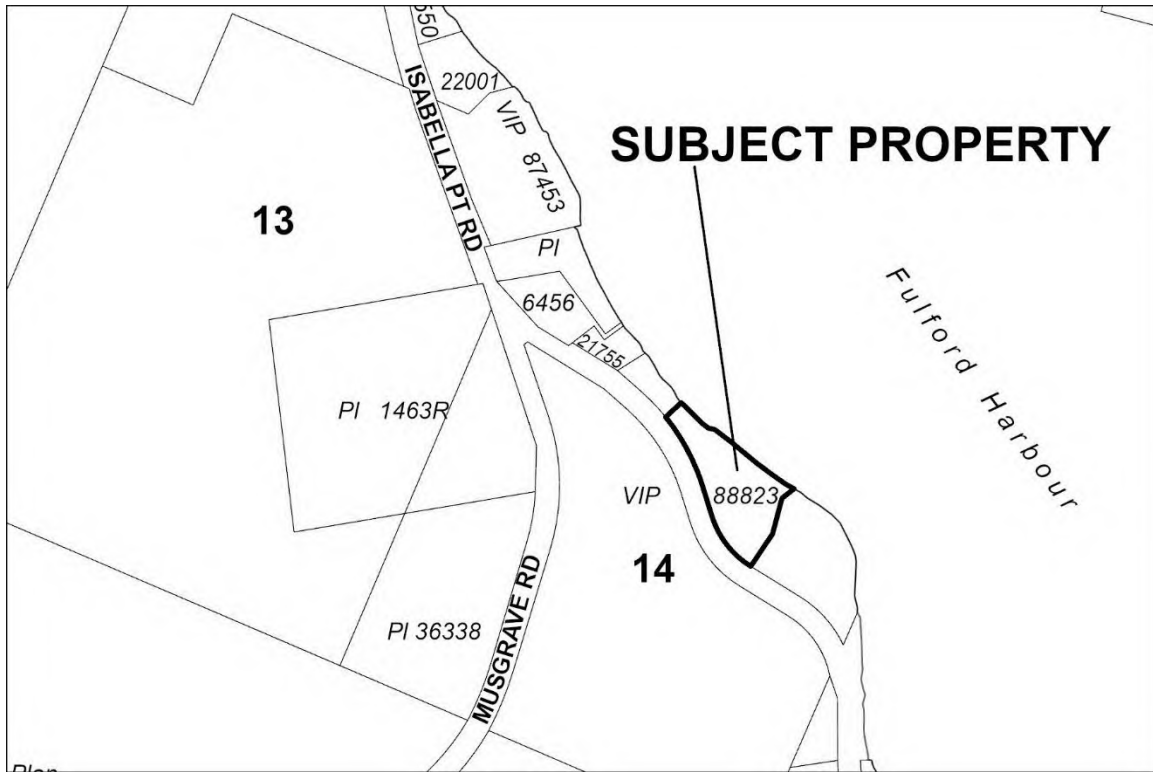 550
22001
ISABELLA PT RD
VIP 87453
SUBJECT PROPERTY
13
PI
6456
21755
Fulford Harbour
PI 1463R
VIP 88823
14
PI 36338
MUSGRAVE RD
Plan